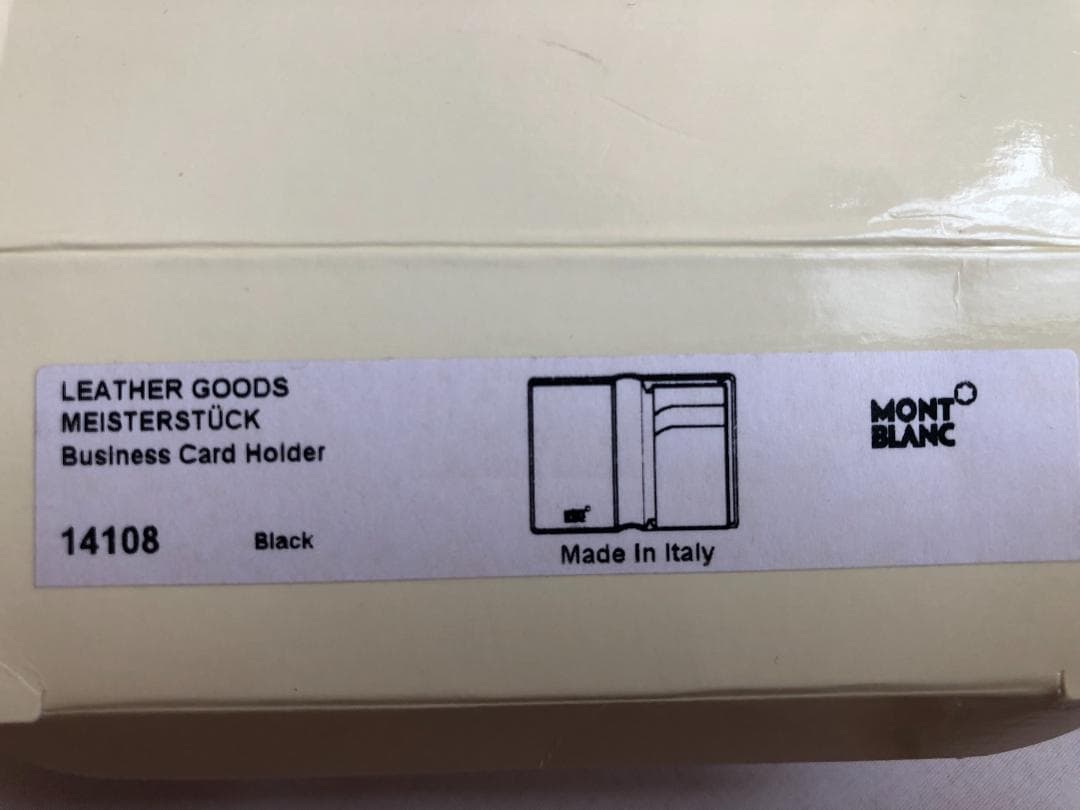 LEATHER GOODS
MEISTERSTÜCK
Business Card Holder
14108 Black
Made In Italy
MONT
BLANC